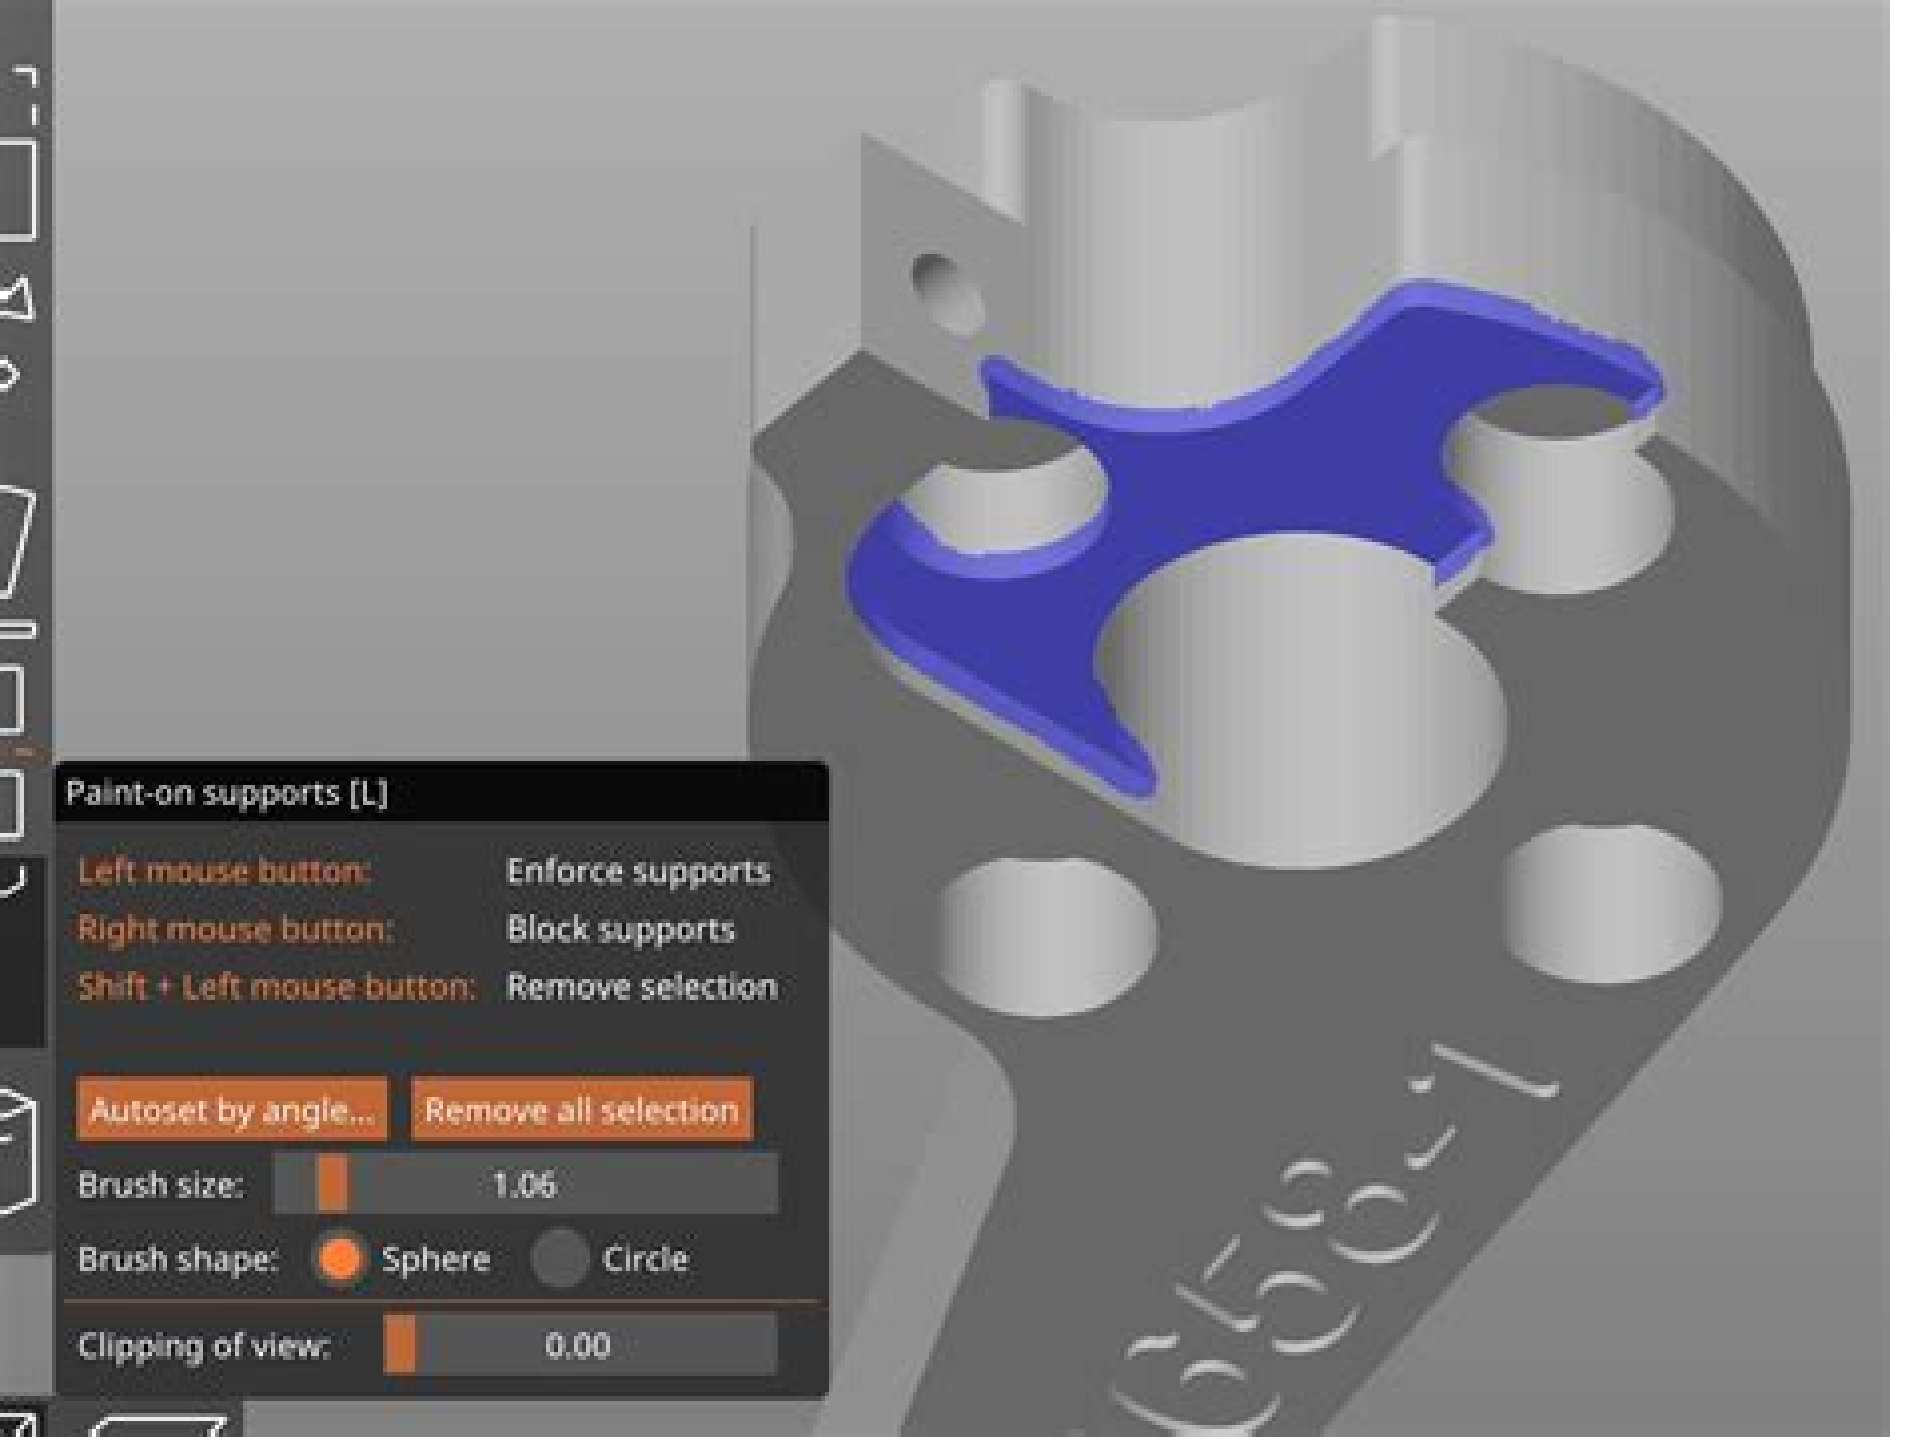 Paint-on supports [L]
Left mouse button: Enforce supports
Right mouse button: Block supports
Shift + Left mouse button: Remove selection
Autoset by angle... Remove all selection
Brush size: 1.06
Brush shape: Sphere Circle
Clipping of view: 0.00